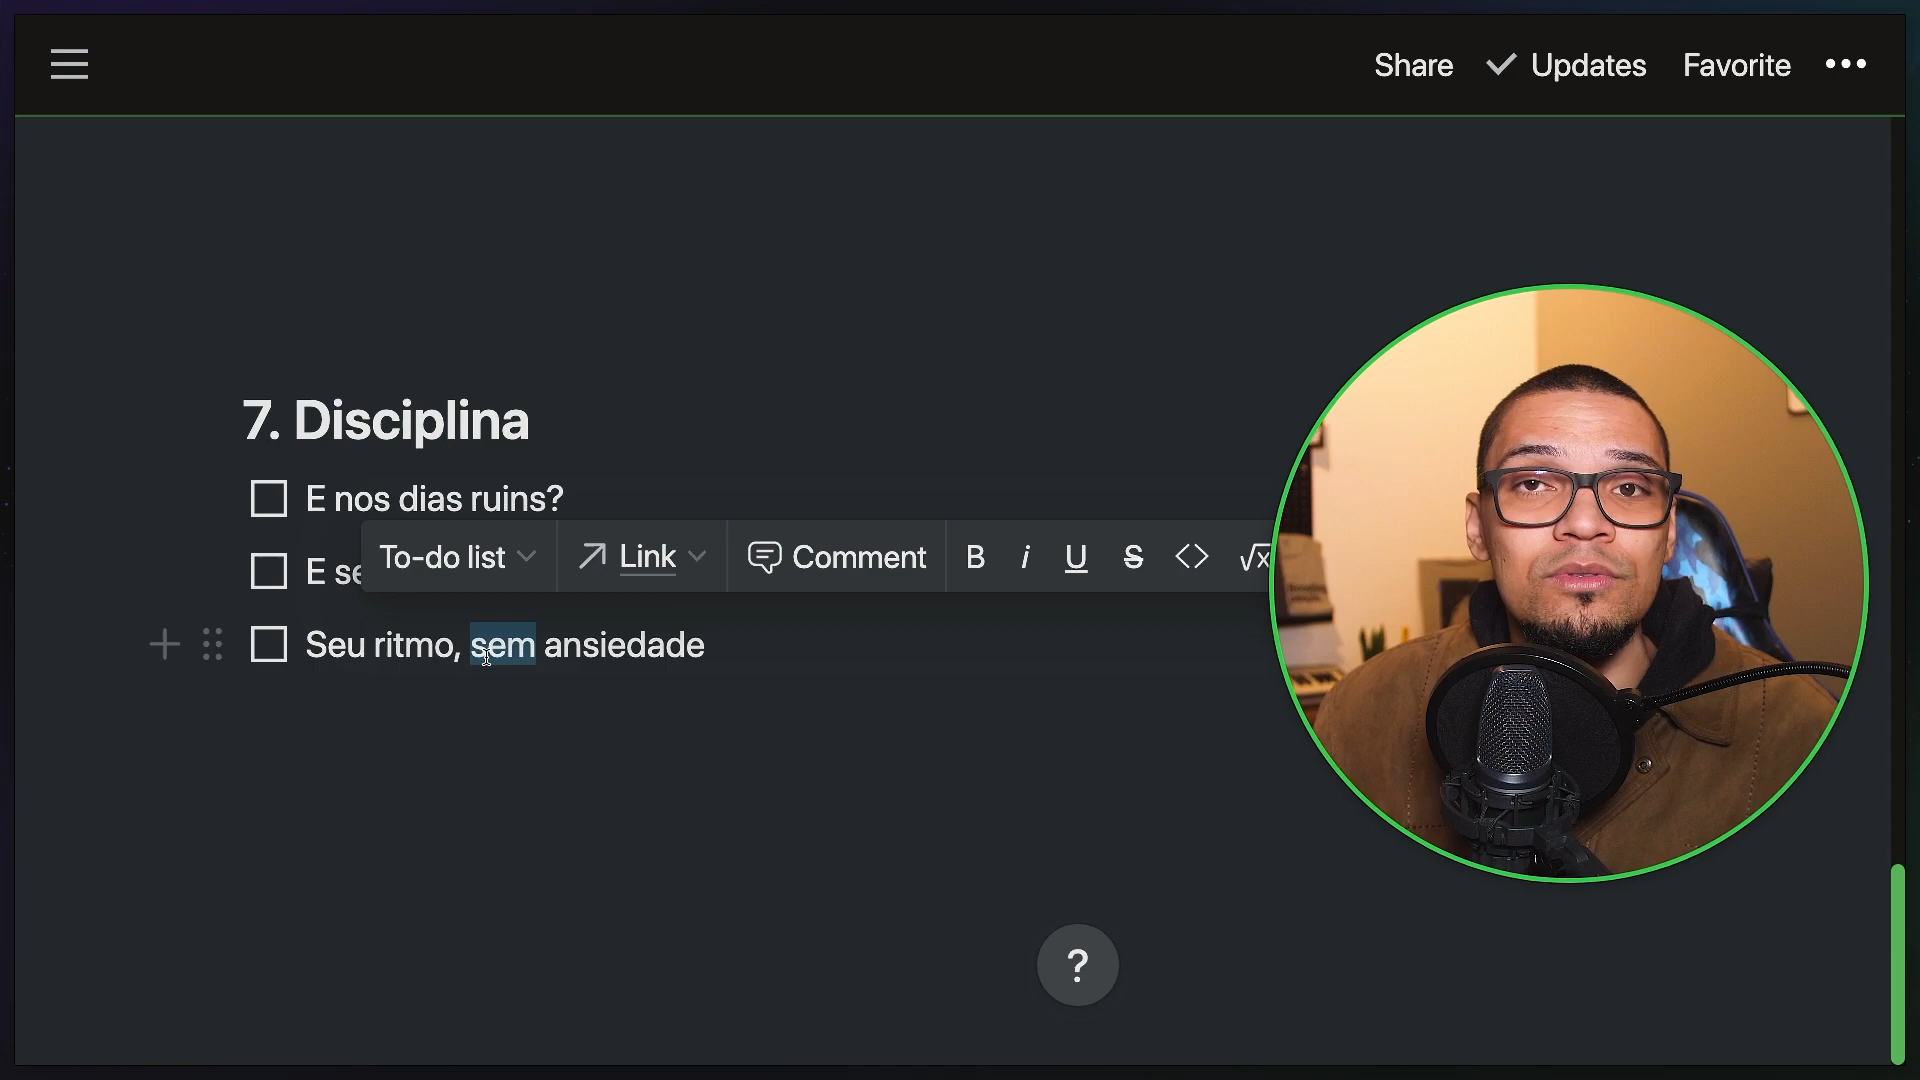 Share Updates Favorite
7. Disciplina
E nos dias ruins?
To-do list Link Comment B i U S <> √x
E se
Seu ritmo, sem ansiedade
?